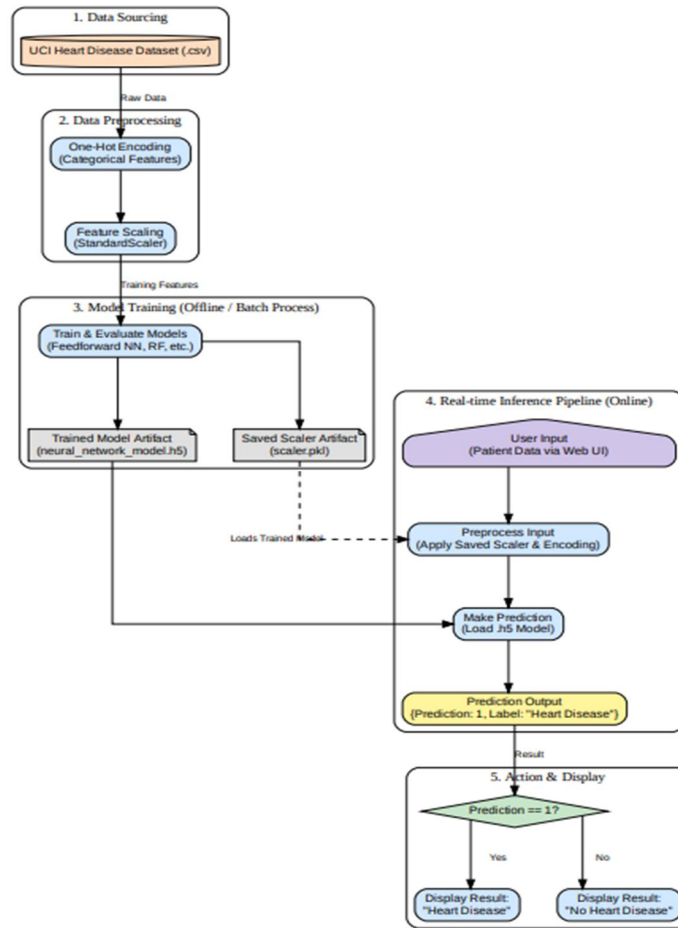 1. Data Sourcing
UCI Heart Disease Dataset (.csv)
Raw Data
2. Data Preprocessing
One-Hot Encoding
(Categorical Features)
Feature Scaling
(StandardScaler)
Training Features
3. Model Training (Offline / Batch Process)
Train & Evaluate Models
(Feedforward NN, RF, etc.)
Trained Model Artifact
(neural_network_model.h5)
Saved Scaler Artifact
(scaler.pkl)
Loads Trained Model
4. Real-time Inference Pipeline (Online)
User Input
(Patient Data via Web UI)
Preprocess Input
(Apply Saved Scaler & Encoding)
Make Prediction
(Load .h5 Model)
Prediction Output
{Prediction: 1, Label: "Heart Disease"}
Result
5. Action & Display
Prediction == 1?
Yes
No
Display Result:
"Heart Disease"
Display Result:
"No Heart Disease"